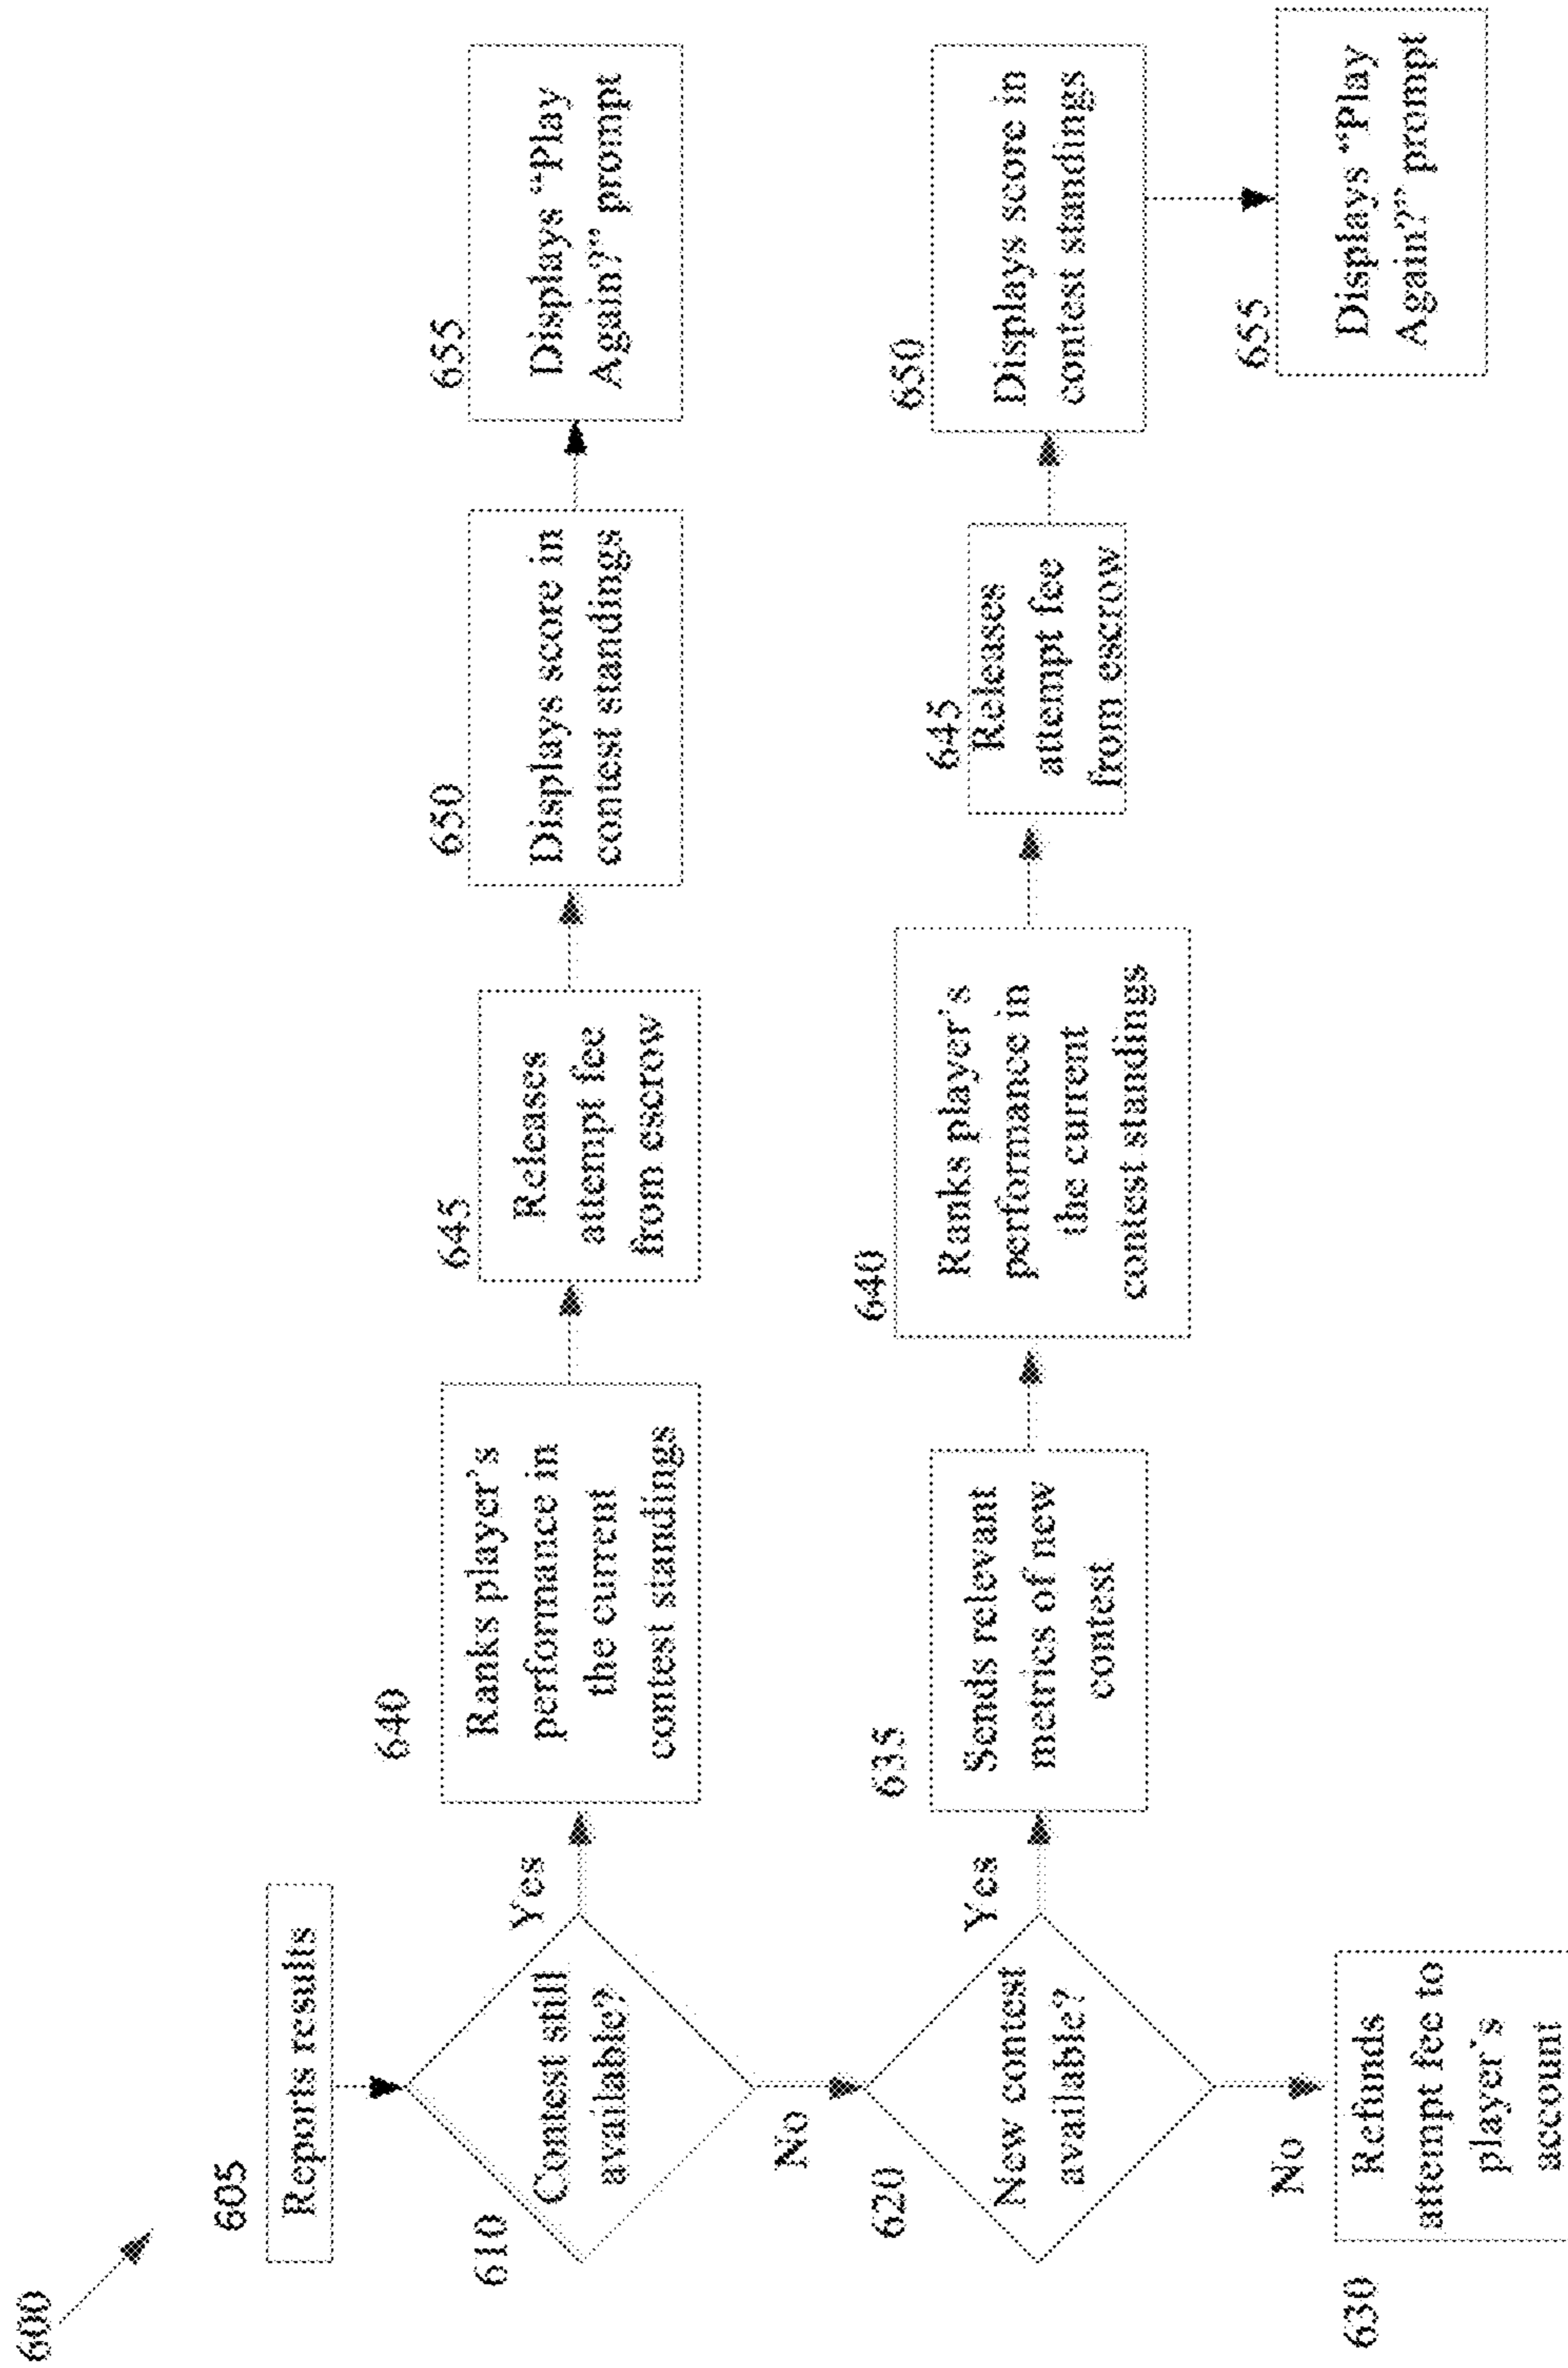 600
605
Reports results
610
Contest still
available?
Yes
640
Ranks player's
performance in
the current
contest standings
645
Releases
attempt fee
from escrow
650
Displays score in
contest standings
655
Displays "Play
Again?" prompt
No
620
New contest
available?
Yes
635
Sends relevant
metrics of new
contest
640
Ranks player's
performance in
the current
contest standings
645
Releases
attempt fee
from escrow
650
Displays score in
contest standings
655
Displays "Play
Again?" prompt
No
630
Refunds
attempt fee to
player's
account